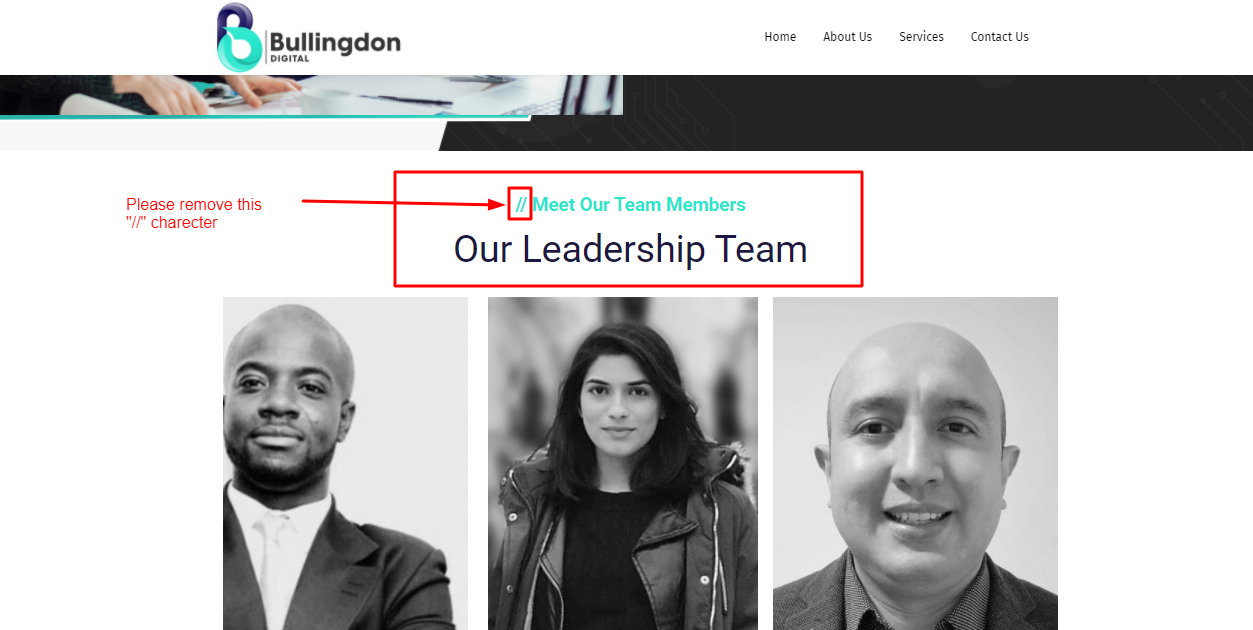 Bullingdon
DIGITAL
Home About Us Services Contact Us
Please remove this
"//" charecter
// Meet Our Team Members
Our Leadership Team